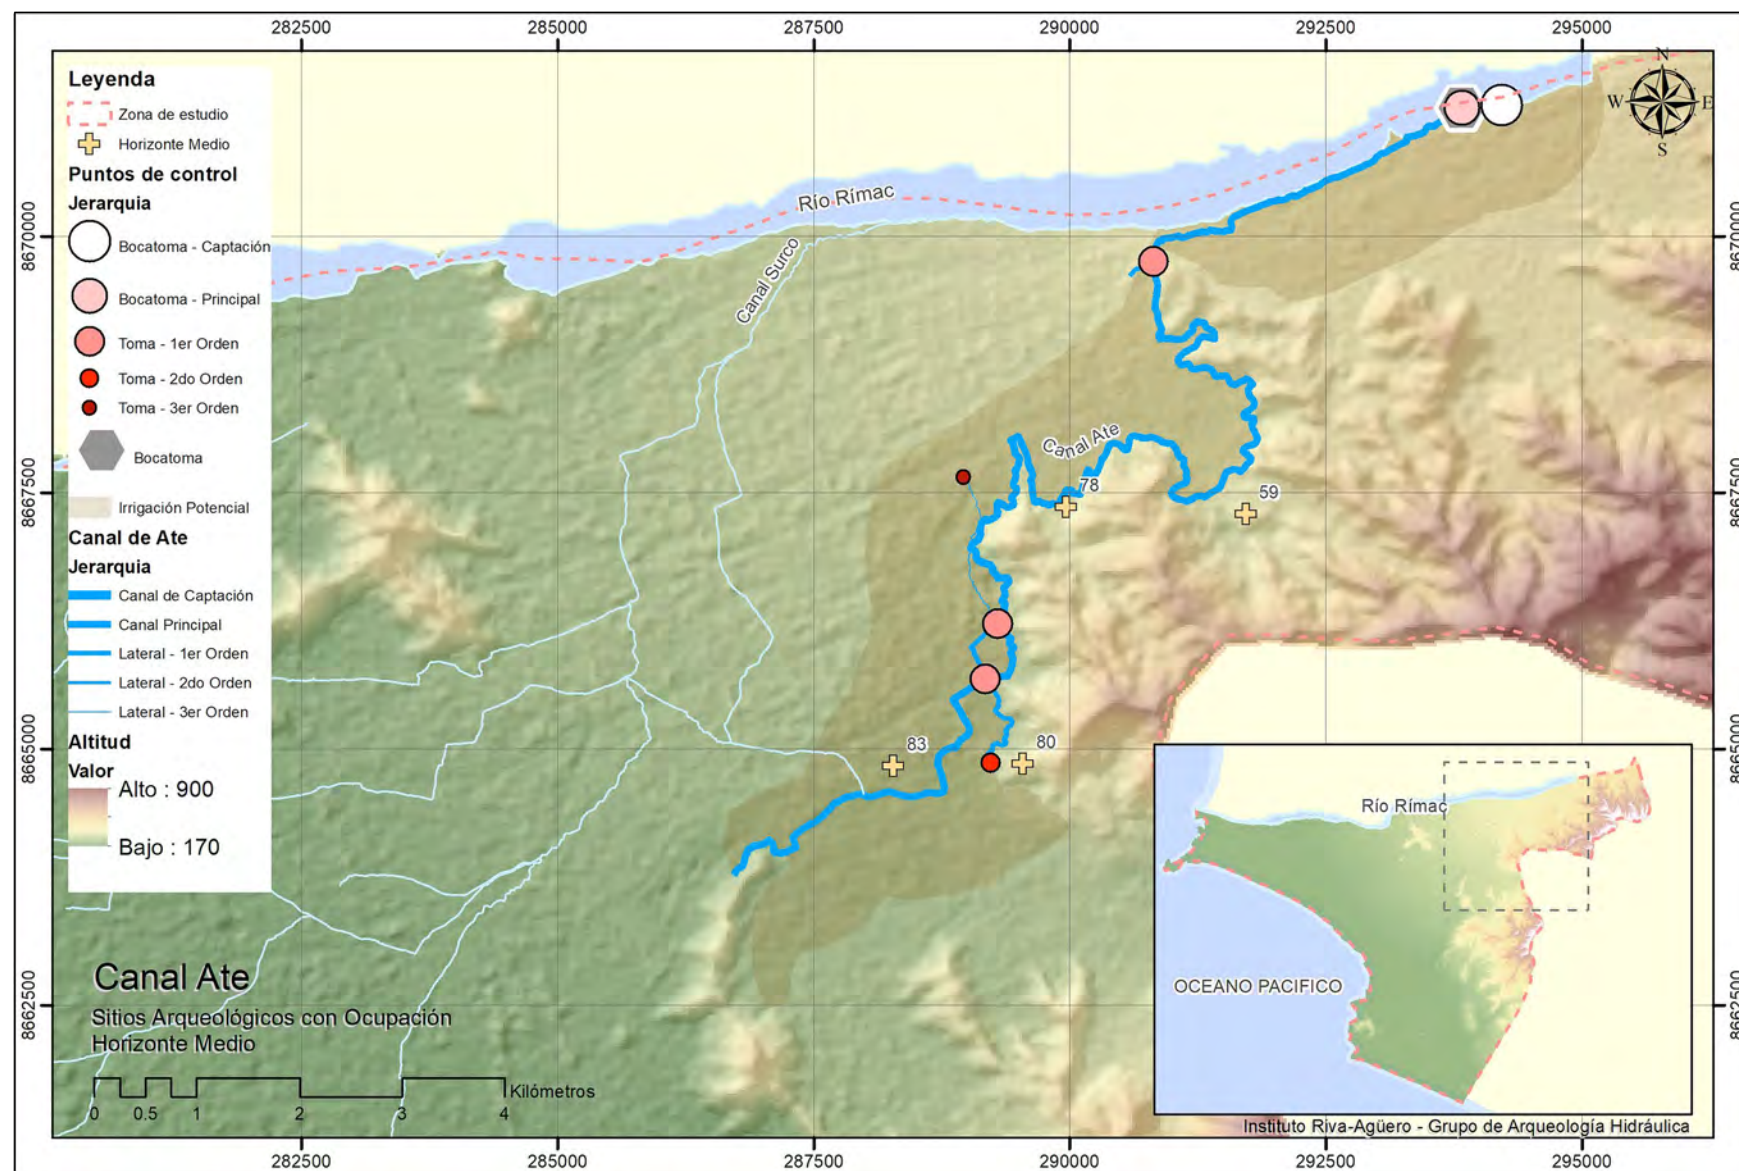 282500 285000 287500 290000 292500 295000
Leyenda
Zona de estudio
Horizonte Medio
Puntos de control
Jerarquia
Bocatoma - Captación
Bocatoma - Principal
Toma - 1er Orden
Toma - 2do Orden
Toma - 3er Orden
Bocatoma
Irrigación Potencial
Canal de Ate
Jerarquia
Canal de Captación
Canal Principal
Lateral - 1er Orden
Lateral - 2do Orden
Lateral - 3er Orden
Altitud
Valor
Alto : 900
Bajo : 170
N
W E
S
Río Rímac
Canal Surco
Canal Ate
78
59
83
80
8670000
8667500
8665000
8662500
8670000
8667500
8665000
8662500
Río Rímac
OCEANO PACIFICO
Canal Ate
Sitios Arqueológicos con Ocupación
Horizonte Medio
Kilómetros
0 0.5 1 2 3 4
Instituto Riva-Agüero - Grupo de Arqueología Hidráulica
282500 285000 287500 290000 292500 295000